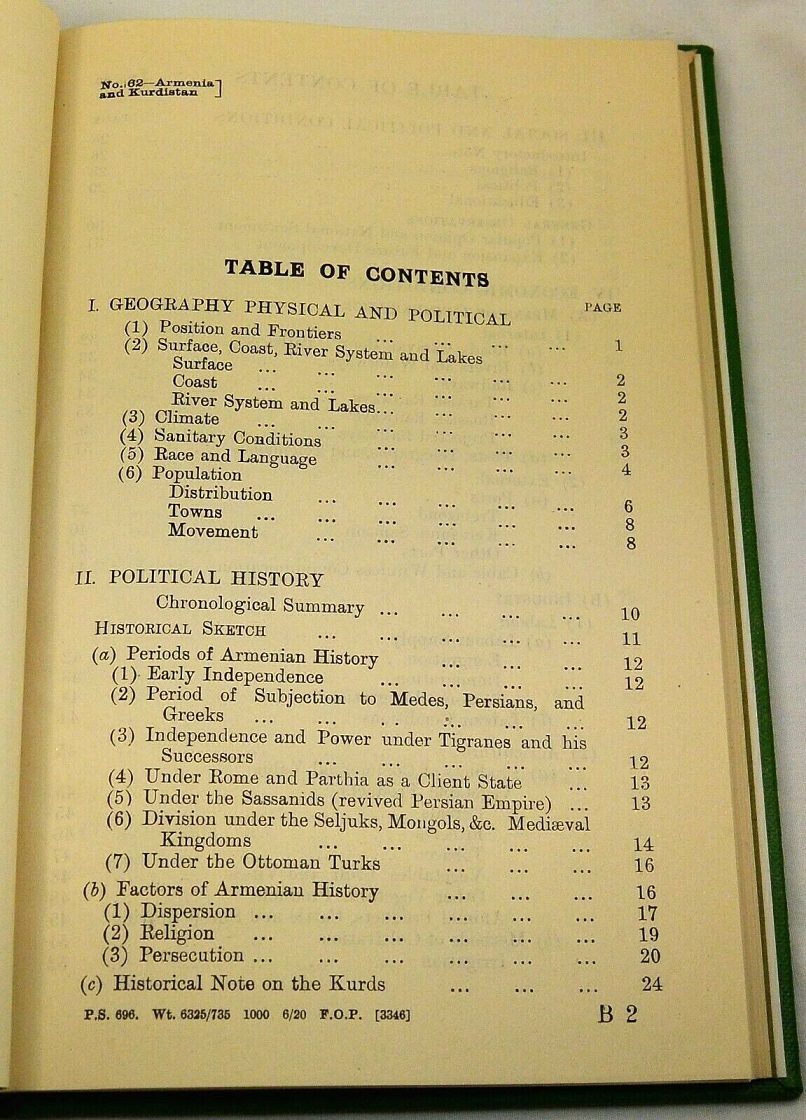 No. 62—Armenia
and Kurdistan ]
TABLE OF CONTENTS
PAGE
I. GEOGRAPHY PHYSICAL AND POLITICAL
(1) Position and Frontiers ... ... ... ... 1
(2) Surface, Coast, River System and Lakes
Surface ... ... ... ... ... 2
Coast ... ... ... ... ... 2
River System and Lakes... ... ... ... 2
(3) Climate ... ... ... ... ... 3
(4) Sanitary Conditions ... ... ... 3
(5) Race and Language ... ... ... 4
(6) Population
Distribution ... ... ... ... ... 6
Towns ... ... ... ... ... ... 8
Movement ... ... ... ... ... 8
II. POLITICAL HISTORY
Chronological Summary ... ... ... ... 10
HISTORICAL SKETCH ... ... ... ... ... 11
(a) Periods of Armenian History ... ... ... 12
(1) Early Independence ... ... ... ... 12
(2) Period of Subjection to Medes, Persians, and
Greeks ... ... . . ... ... ... 12
(3) Independence and Power under Tigranes and his
Successors ... ... ... ... ... 12
(4) Under Rome and Parthia as a Client State ... 13
(5) Under the Sassanids (revived Persian Empire) ... 13
(6) Division under the Seljuks, Mongols, &c. Mediæval
Kingdoms ... ... ... ... ... 14
(7) Under the Ottoman Turks ... ... ... 16
(b) Factors of Armenian History ... ... ... 16
(1) Dispersion ... ... ... ... ... ... 17
(2) Religion ... ... ... ... ... ... 19
(3) Persecution ... ... ... ... ... ... 20
(c) Historical Note on the Kurds ... ... ... 24
P.S. 696. Wt. 6325/735 1000 6/20 F.O.P. [3346] B 2